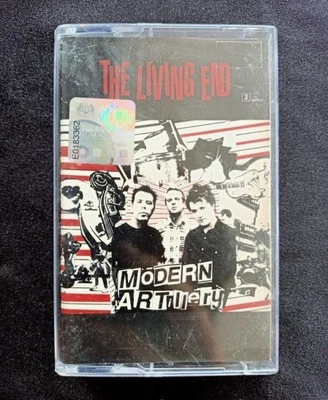 THE LIVING END
E0183362
MODERN
ARTillery